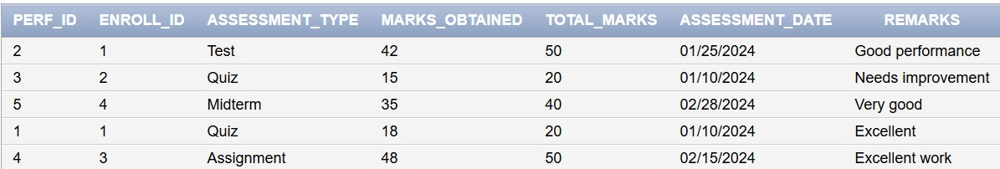 PERF_ID ENROLL_ID ASSESSMENT_TYPE MARKS_OBTAINED TOTAL_MARKS ASSESSMENT_DATE REMARKS
2 1 Test 42 50 01/25/2024 Good performance
3 2 Quiz 15 20 01/10/2024 Needs improvement
5 4 Midterm 35 40 02/28/2024 Very good
1 1 Quiz 18 20 01/10/2024 Excellent
4 3 Assignment 48 50 02/15/2024 Excellent work